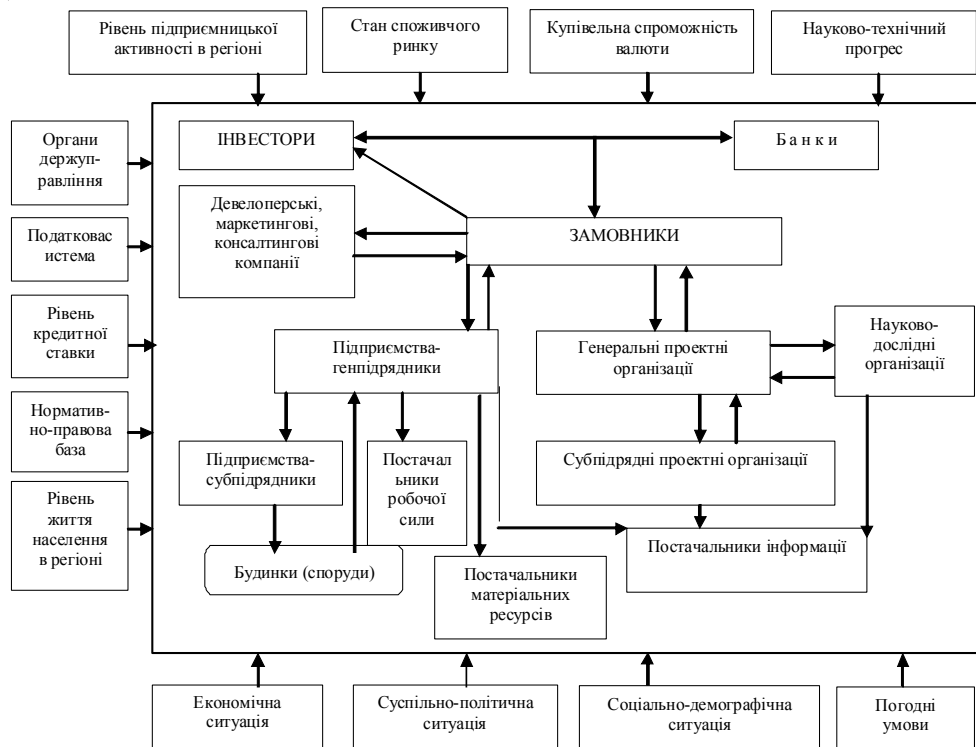 Рівень підприємницької
активності в регіоні
Стан споживчого
ринку
Купівельна спроможність
валюти
Науково-технічний
прогрес
Органи
держуп-
равління
Податковас
истема
Рівень
кредитної
ставки
Норматив-
но-правова
база
Рівень
життя
населення
в регіоні
ІНВЕСТОРИ
Б а н к и
Девелоперські,
маркетингові,
консалтингові
компанії
ЗАМОВНИКИ
Підприємства-
генпідрядники
Генеральні проектні
організації
Науково-
дослідні
організації
Підприємства-
субпідрядники
Постачал
ьники
робочої
сили
Субпідрядні проектні організації
Будинки (споруди)
Постачальники
матеріальних
ресурсів
Постачальники інформації
Економічна
ситуація
Суспільно-політична
ситуація
Соціально-демографічна
ситуація
Погодні
умови